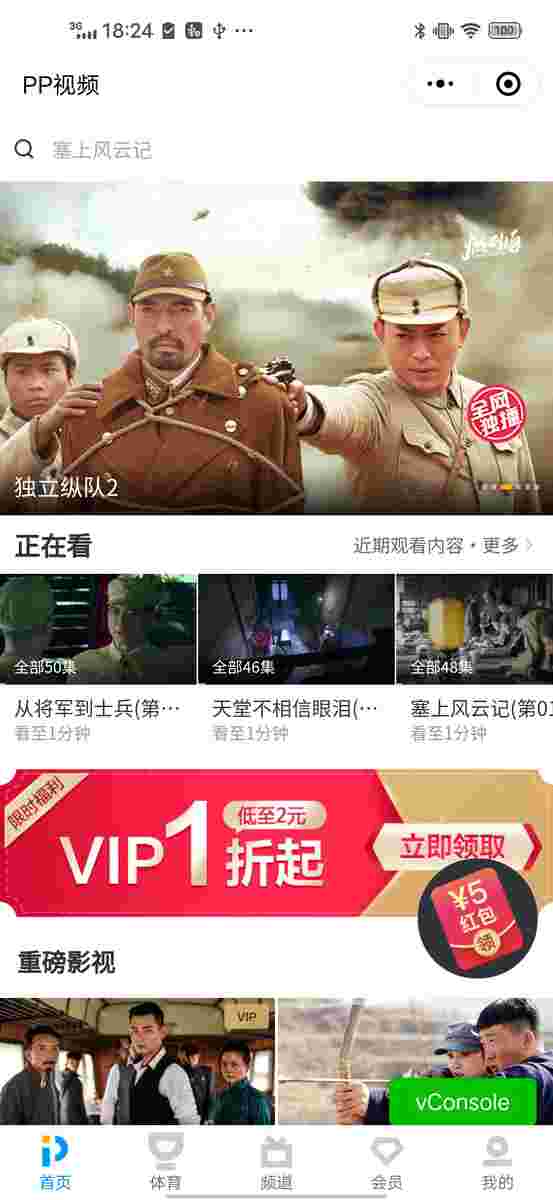 3G 18:24 100
PP视频
塞上风云记
全网
独播
独立纵队2
正在看
近期观看内容·更多
全部50集
全部46集
全部48集
从将军到士兵(第…
天堂不相信眼泪(…
塞上风云记(第01
看至1分钟
看至1分钟
看至1分钟
限时福利
VIP1折起
低至2元
立即领取
¥5
红包
领
重磅影视
VIP
vConsole
首页
体育
频道
会员
我的